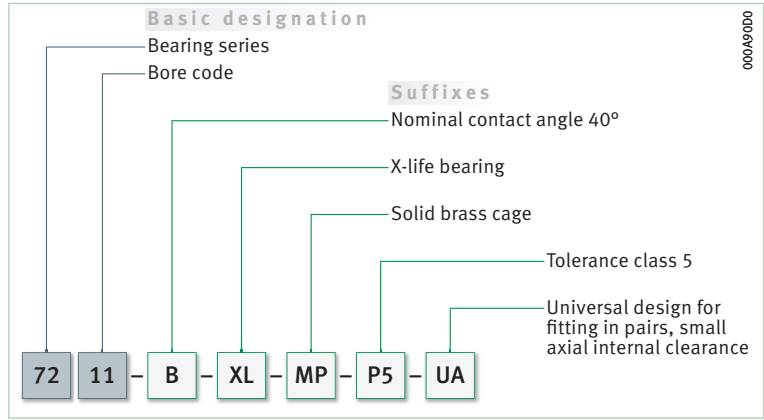 Basic designation
Bearing series
Bore code
Suffixes
Nominal contact angle 40°
X-life bearing
Solid brass cage
Tolerance class 5
Universal design for
fitting in pairs, small
axial internal clearance
72 11 – B – XL – MP – P5 – UA
000A90D0